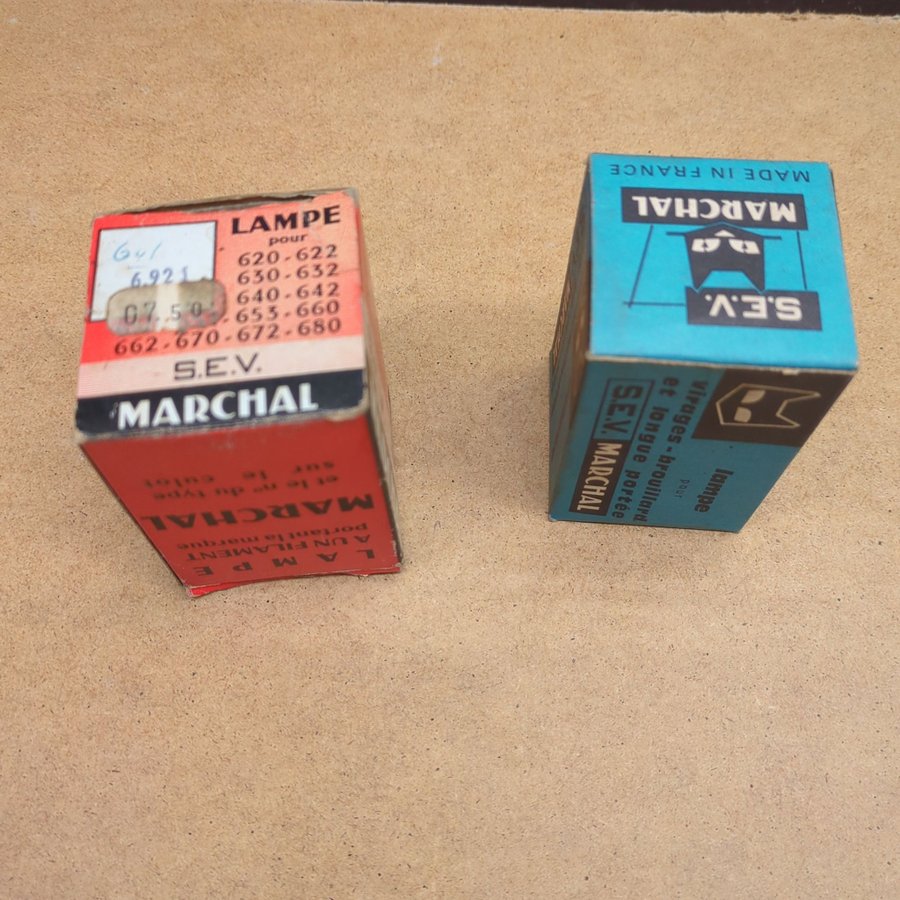 LAMPE
pour
620-622
630-632
640-642
653-660
662-670-672-680
6.921
07.50
S.E.V.
MARCHAL
LAMPE
A UN FILAMENT
portant la marque
MARCHAL
et le nº du type
sur le culot
S.E.V.
MARCHAL
MADE IN FRANCE
lampe
pour
virages-brouillard
et longue portée
S.E.V. MARCHAL